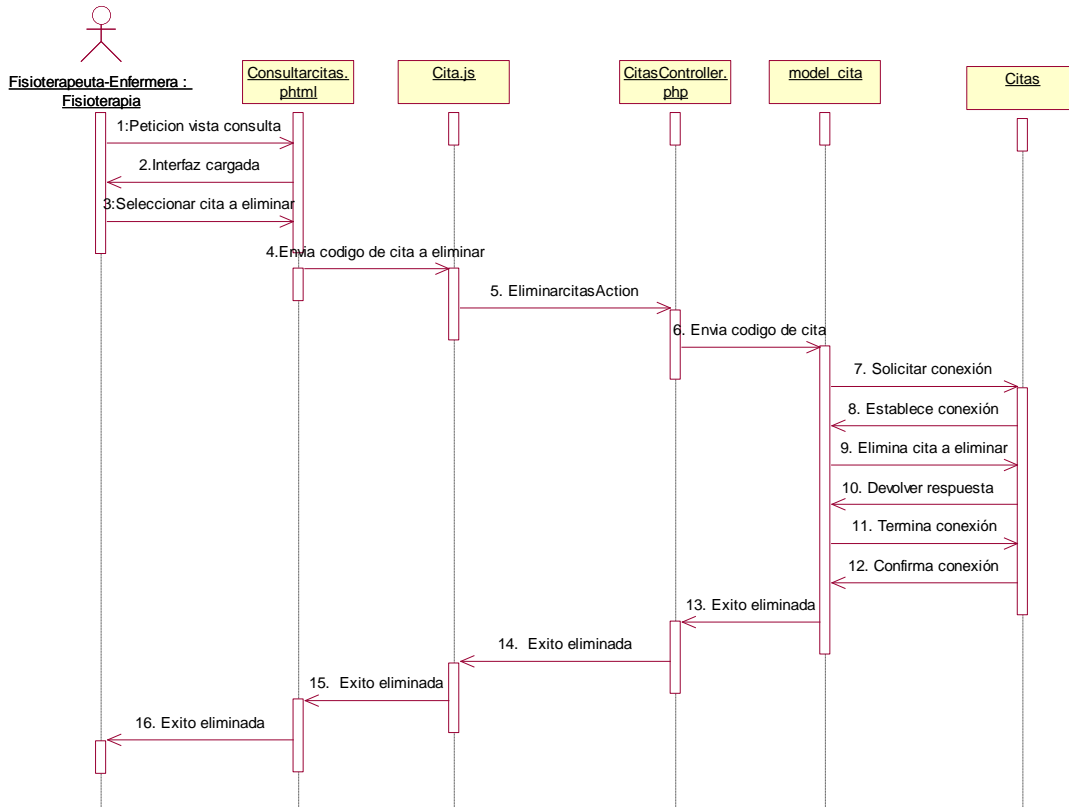 Fisioterapeuta-Enfermera :
Fisioterapia
Consultarcitas.
phtml
Cita.js
CitasController.
php
model_cita
Citas
1:Peticion vista consulta
2.Interfaz cargada
3:Seleccionar cita a eliminar
4.Envia codigo de cita a eliminar
5. EliminarcitasAction
6. Envia codigo de cita
7. Solicitar conexión
8. Establece conexión
9. Elimina cita a eliminar
10. Devolver respuesta
11. Termina conexión
12. Confirma conexión
13. Exito eliminada
14. Exito eliminada
15. Exito eliminada
16. Exito eliminada